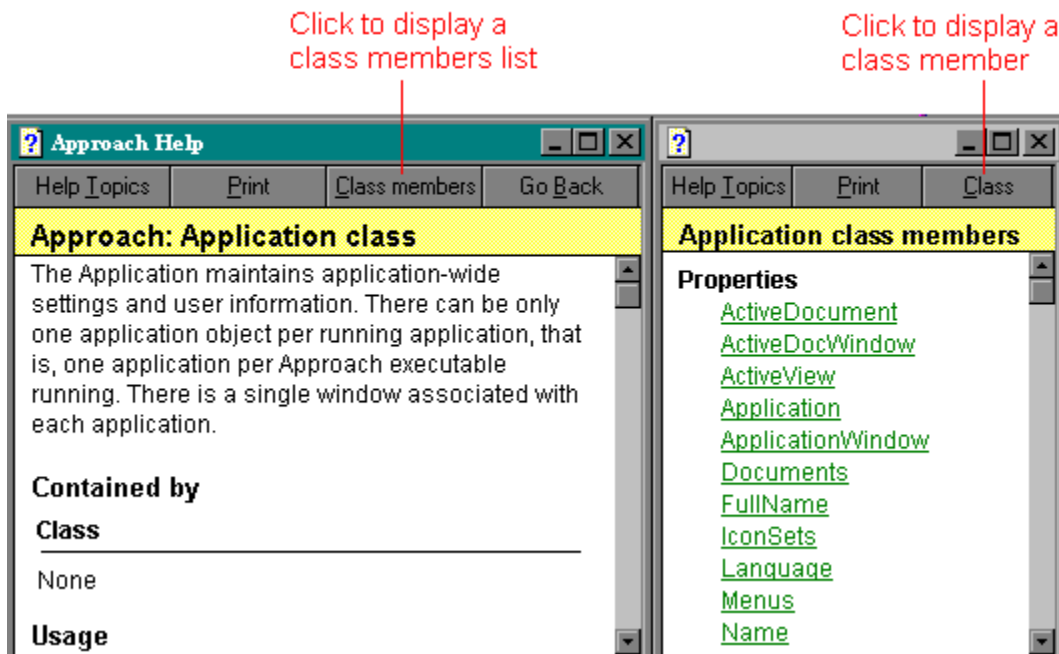 Click to display a
class members list
Click to display a
class member
? Approach Help
Help Topics Print Class members Go Back
Approach: Application class
The Application maintains application-wide
settings and user information. There can be only
one application object per running application, that
is, one application per Approach executable
running. There is a single window associated with
each application.
Contained by
Class
None
Usage
?
Help Topics Print Class
Application class members
Properties
ActiveDocument
ActiveDocWindow
ActiveView
Application
ApplicationWindow
Documents
FullName
IconSets
Language
Menus
Name